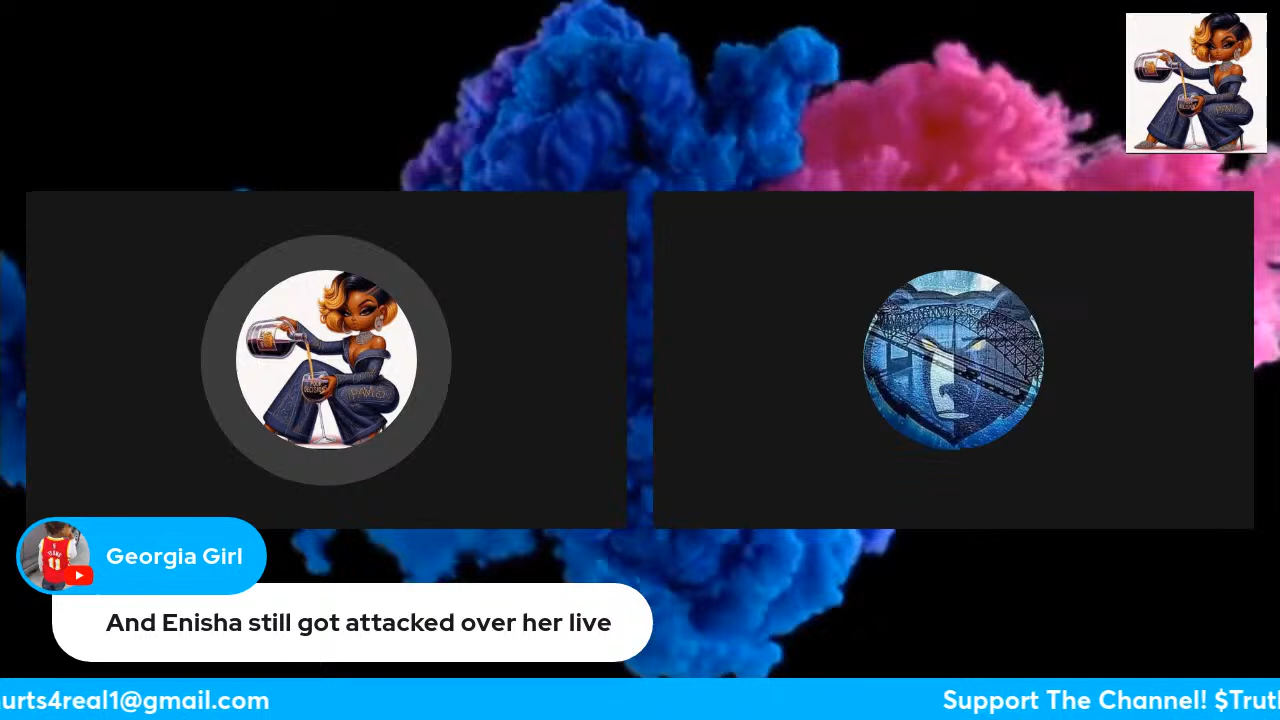 Georgia Girl
And Enisha still got attacked over her live
urts4real1@gmail.com
Support The Channel! $Trut